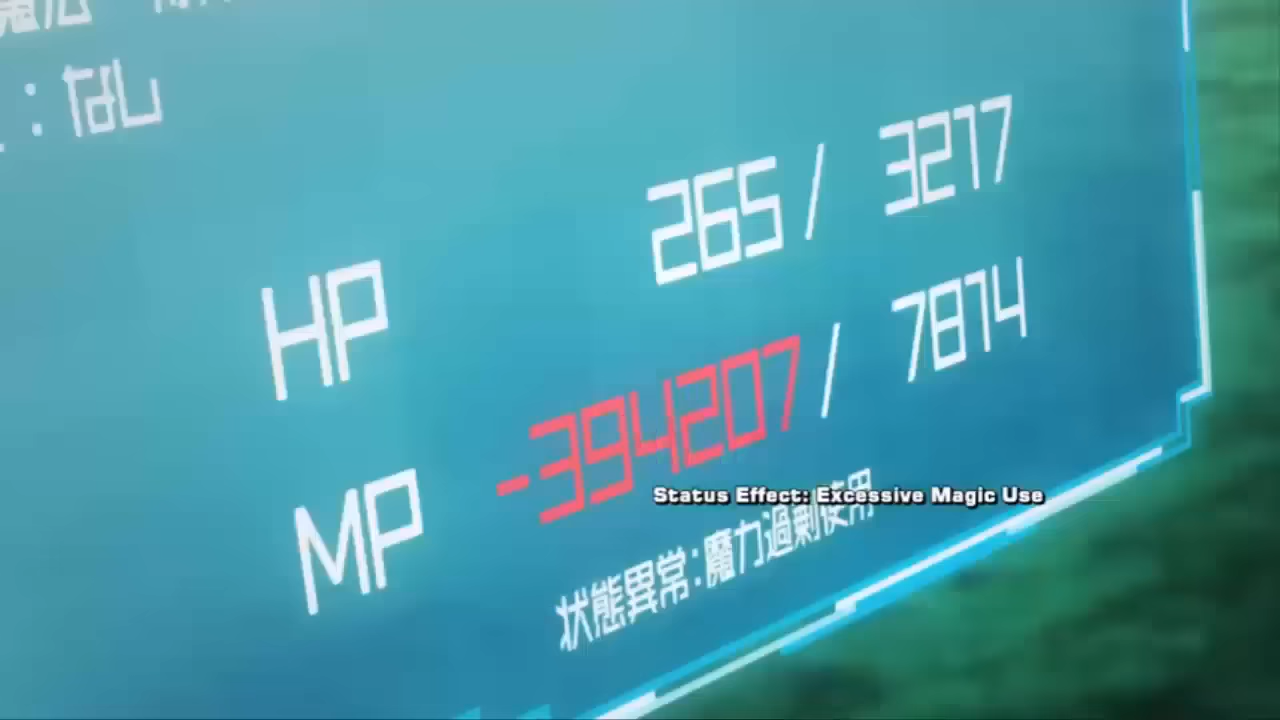 ：なし
HP 265 / 3217
MP -394207 / 7814
Status Effect: Excessive Magic Use
状態異常：魔力過剰使用